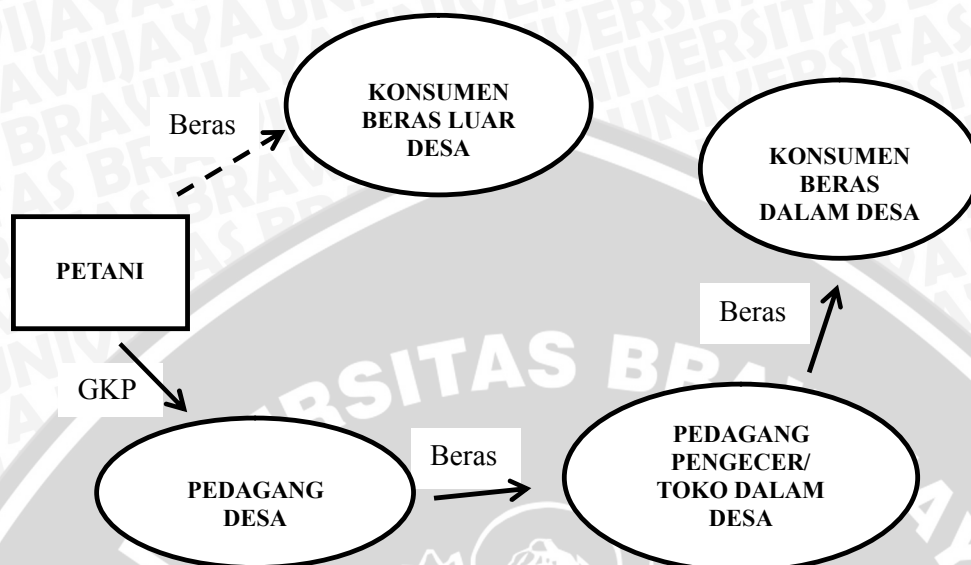 KONSUMEN
BERAS LUAR
DESA
Beras
KONSUMEN
BERAS
DALAM DESA
PETANI
Beras
GKP
PEDAGANG
DESA
Beras
PEDAGANG
PENGECER/
TOKO DALAM
DESA